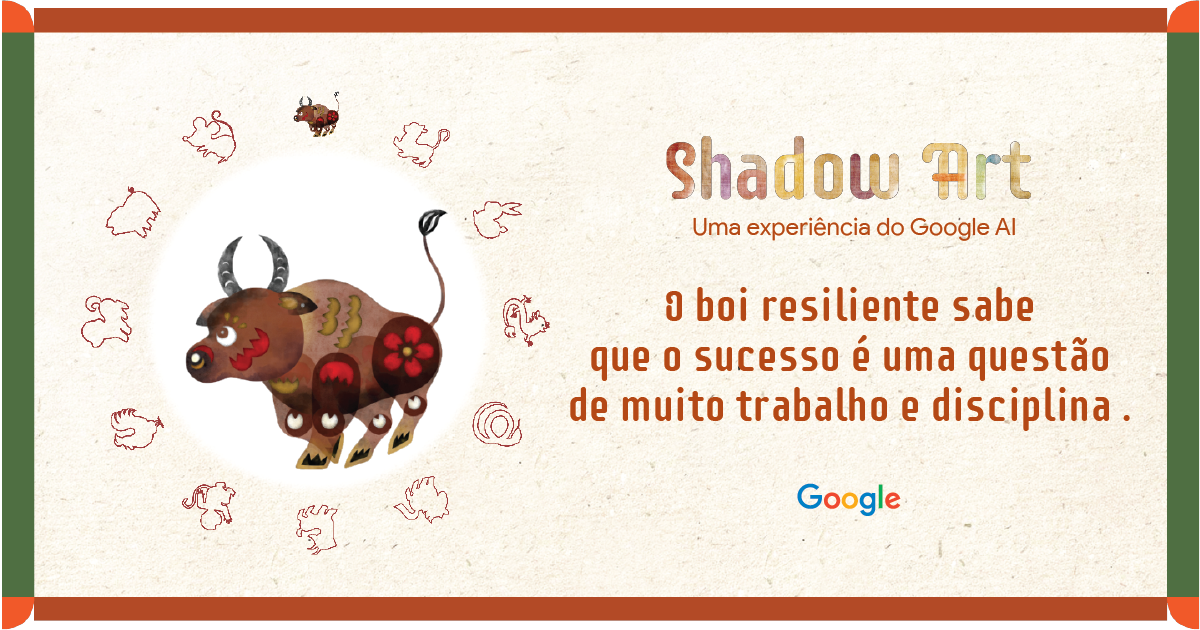 Shadow Art
Uma experiência do Google AI
O boi resiliente sabe
que o sucesso é uma questão
de muito trabalho e disciplina .
Google